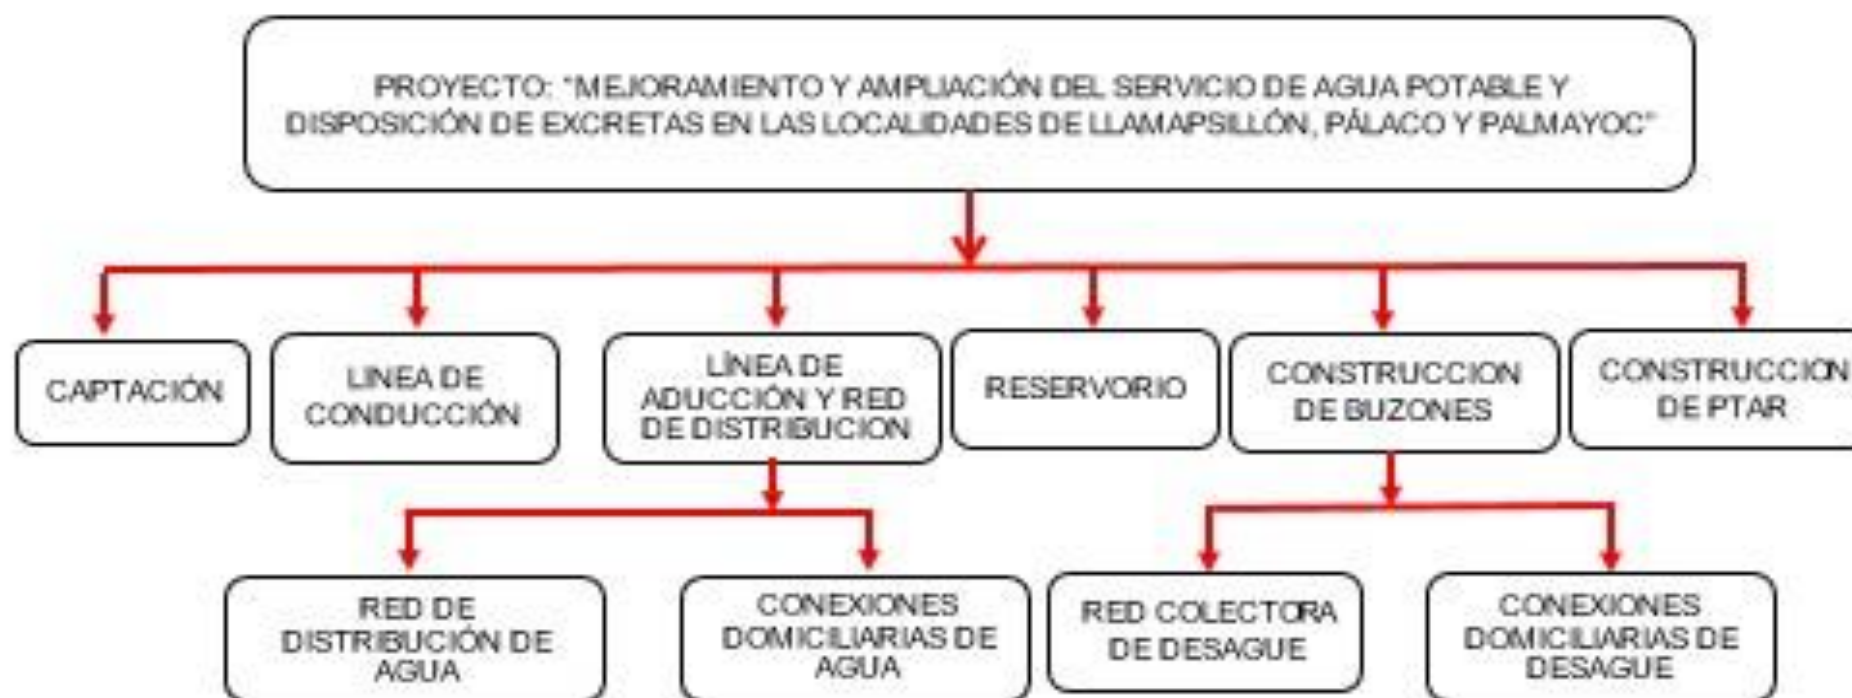 PROYECTO: "MEJORAMIENTO Y AMPLIACIÓN DEL SERVICIO DE AGUA POTABLE Y
DISPOSICIÓN DE EXCRETAS EN LAS LOCALIDADES DE LLAMAPSILLÓN, PÁLACO Y PALMAYOC"
CAPTACIÓN
LINEA DE
CONDUCCIÓN
LÍNEA DE
ADUCCIÓN Y RED
DE DISTRIBUCION
RESERVORIO
CONSTRUCCION
DE BUZONES
CONSTRUCCION
DE PTAR
RED DE
DISTRIBUCIÓN DE
AGUA
CONEXIONES
DOMICILIARIAS DE
AGUA
RED COLECTORA
DE DESAGUE
CONEXIONES
DOMICILIARIAS DE
DESAGUE